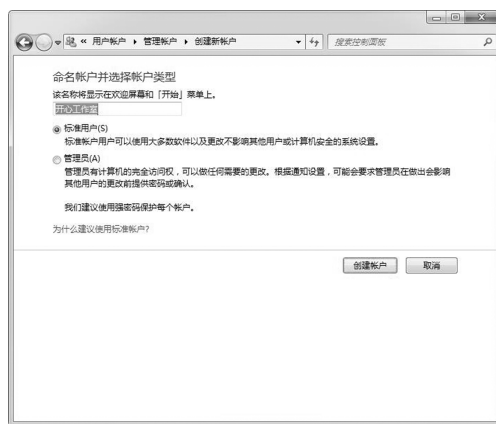 « 用户帐户 ▸ 管理帐户 ▸ 创建新帐户
搜索控制面板
命名帐户并选择帐户类型
该名称将显示在欢迎屏幕和「开始」菜单上。
开心工作室
标准用户(S)
标准帐户用户可以使用大多数软件以及更改不影响其他用户或计算机安全的系统设置。
管理员(A)
管理员有计算机的完全访问权，可以做任何需要的更改。根据通知设置，可能会要求管理员在做出会影响
其他用户的更改前提供密码或确认。
我们建议使用强密码保护每个帐户。
为什么建议使用标准帐户?
创建帐户
取消